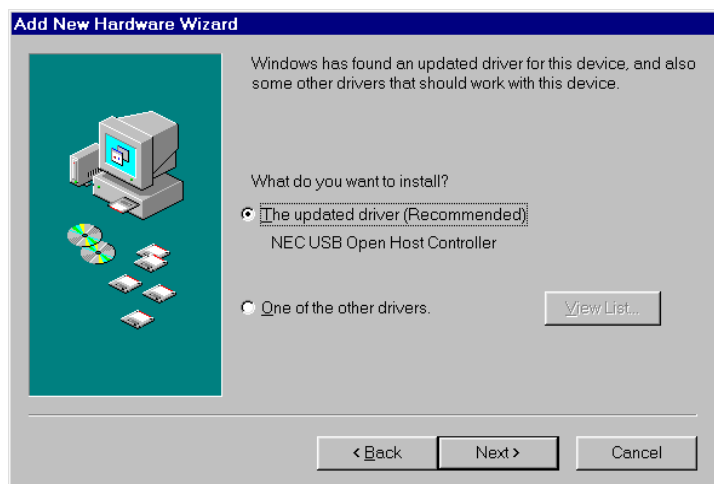 Add New Hardware Wizard
Windows has found an updated driver for this device, and also
some other drivers that should work with this device.
What do you want to install?
The updated driver (Recommended)
NEC USB Open Host Controller
One of the other drivers.
View List...
< Back
Next >
Cancel